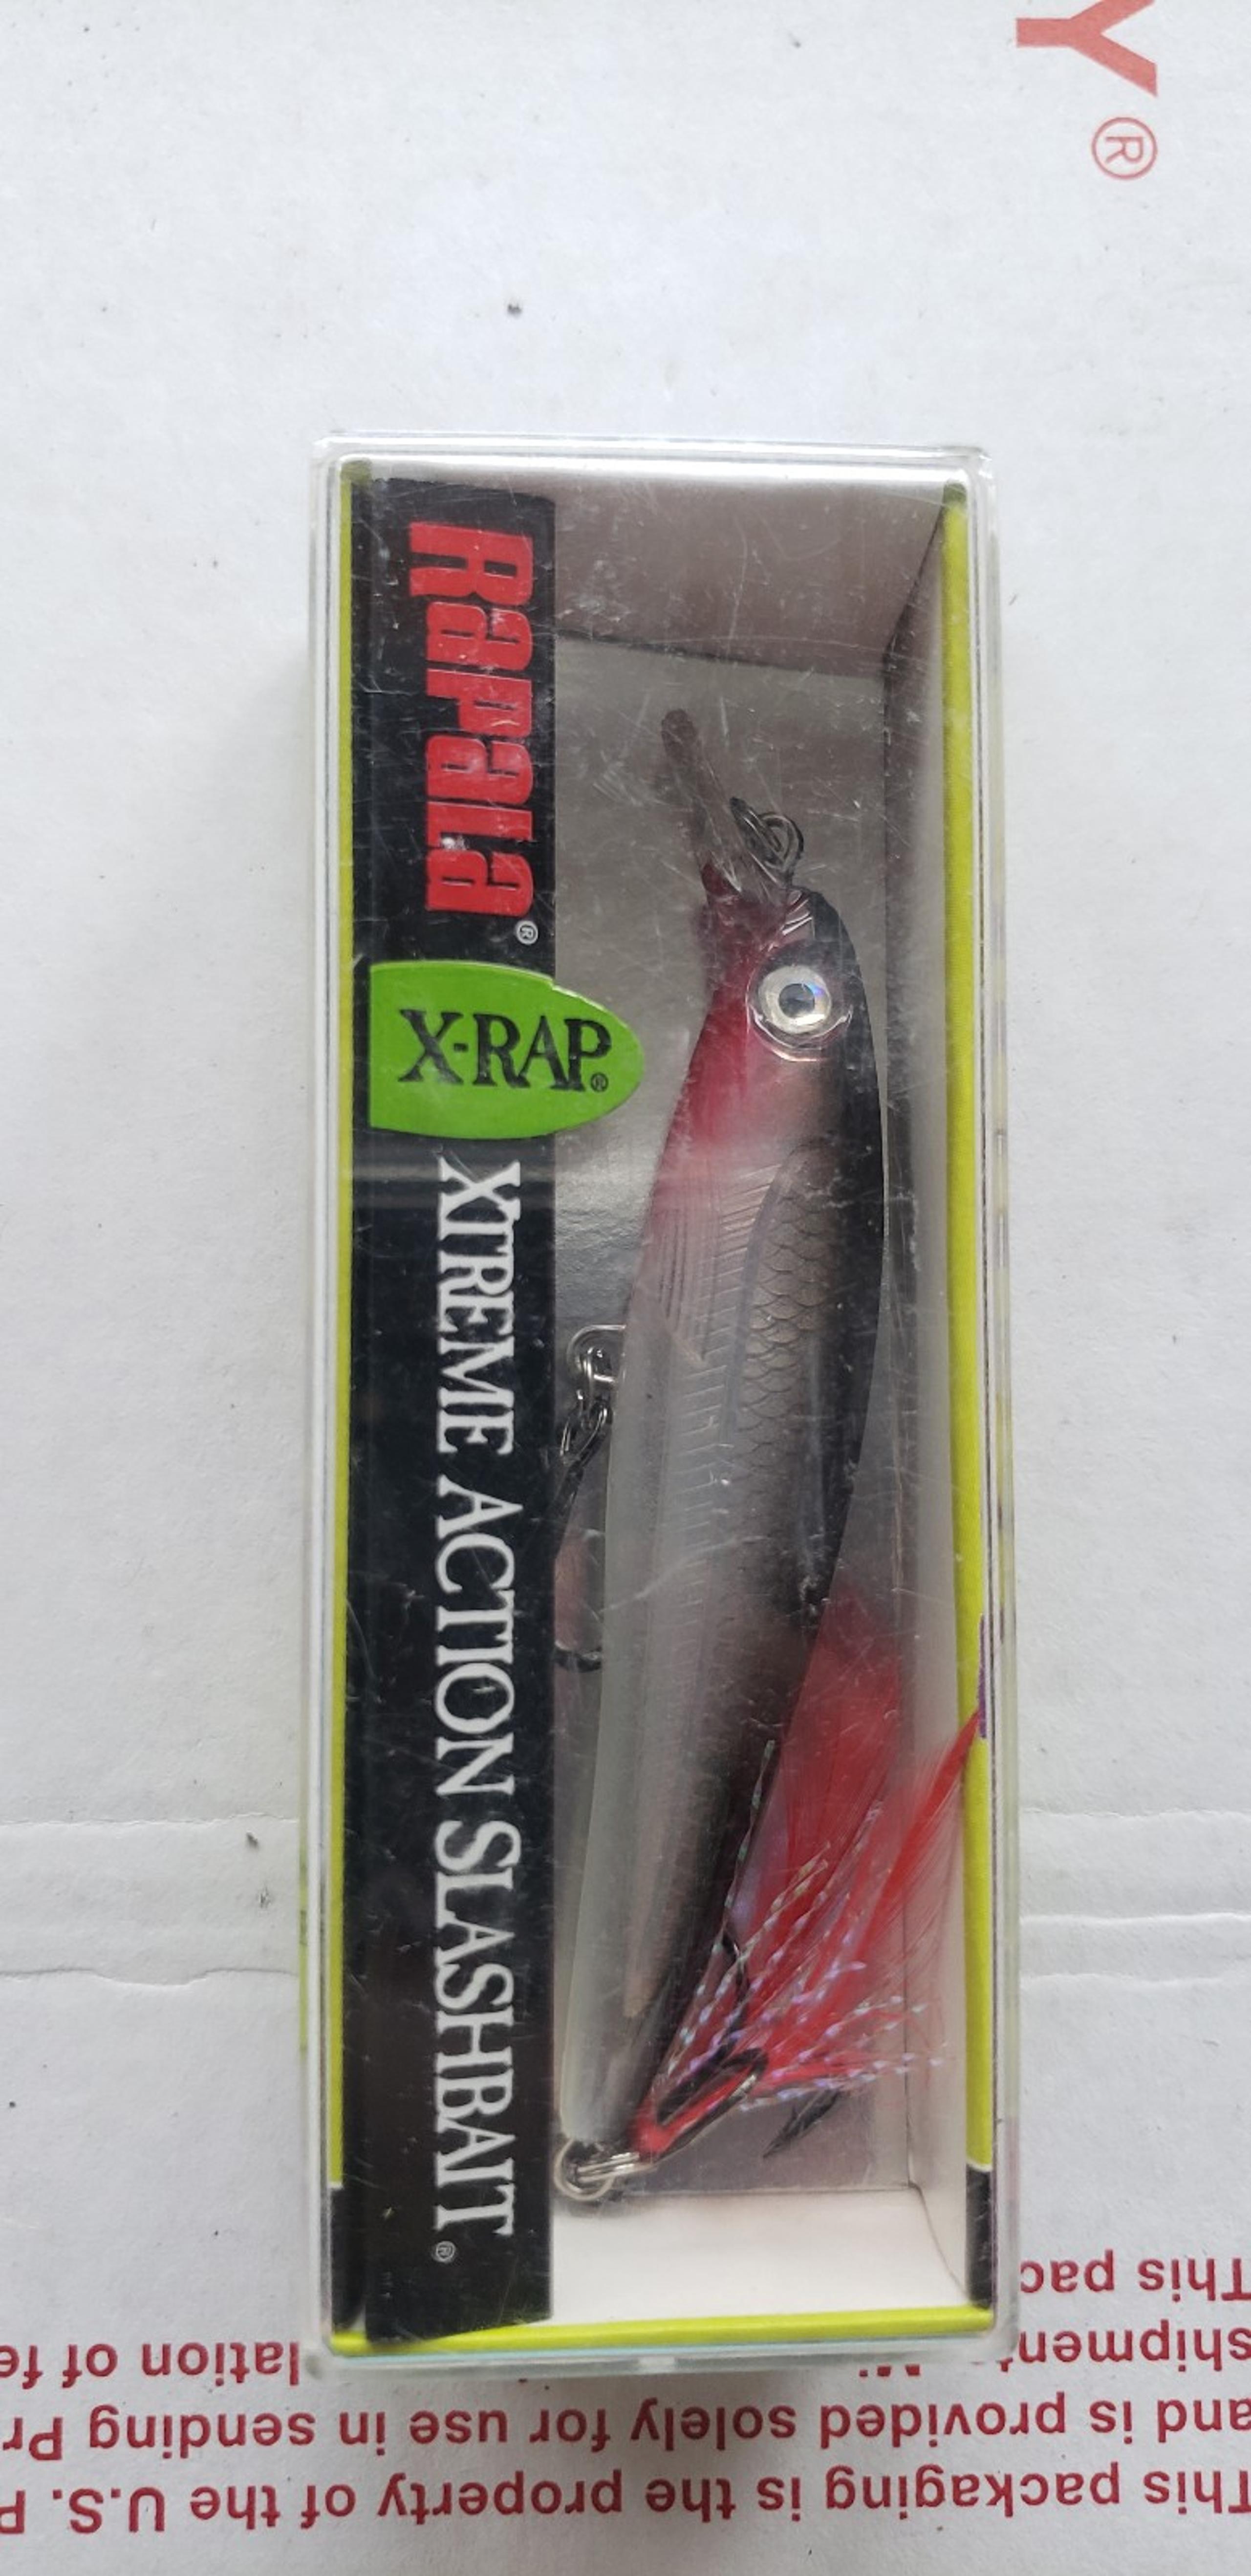 Y®
RAPALA®
X-RAP®
XTREME ACTION SLASHBAIT®
This pac
shipment
lation of fe
and is provided solely for use in sending Pr
This packaging is the property of the U.S. P